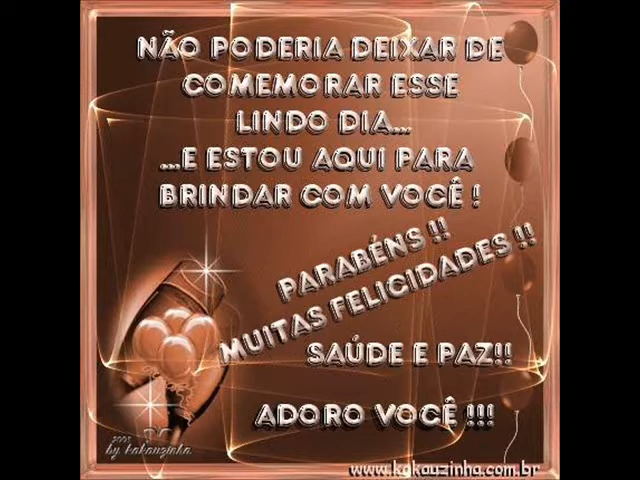 NÃO PODERIA DEIXAR DE
COMEMORAR ESSE
LINDO DIA...
...E ESTOU AQUI PARA
BRINDAR COM VOCÊ !
PARABÉNS !!
MUITAS FELICIDADES !!
SAÚDE E PAZ!!
ADORO VOCÊ !!!
2005
by kakauzinha
www.kakauzinha.com.br